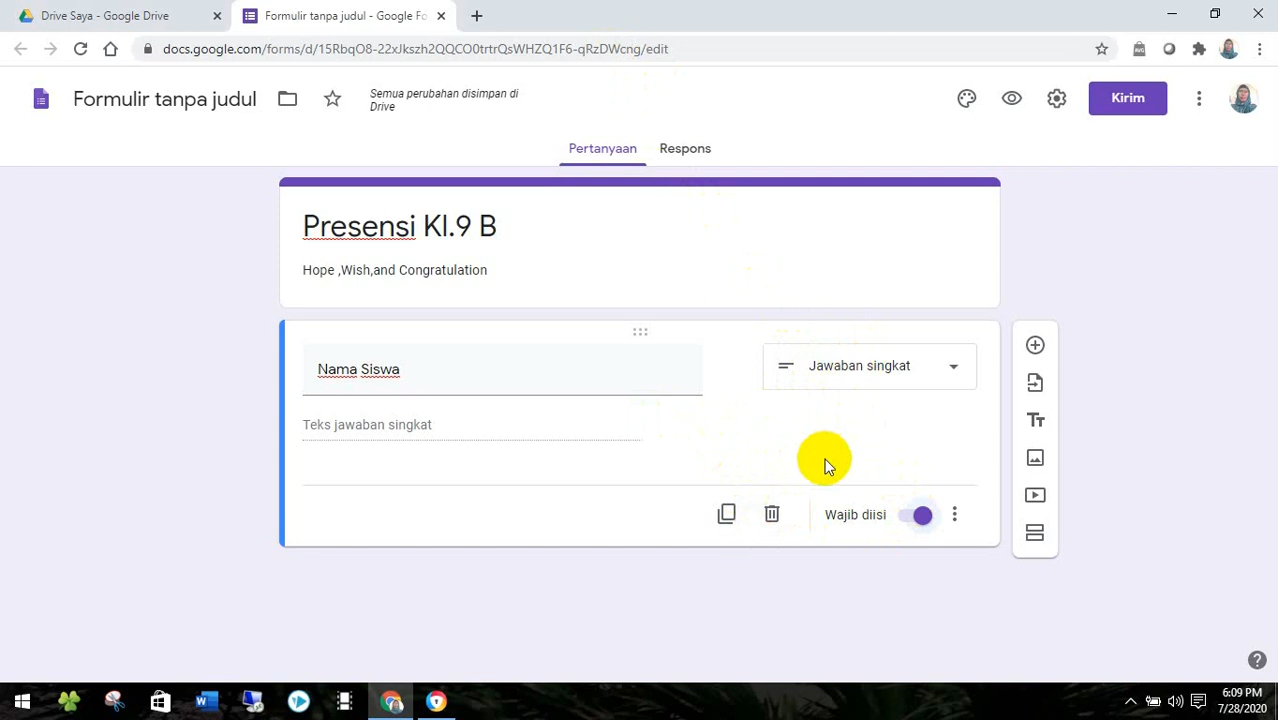 Drive Saya - Google Drive
Formulir tanpa judul - Google Fo
docs.google.com/forms/d/15RbqO8-22xJkszh2QQCO0trtrQsWHZQ1F6-qRzDWcng/edit
AVG
Formulir tanpa judul
Semua perubahan disimpan di
Drive
Kirim
Pertanyaan
Respons
Presensi Kl.9 B
Hope ,Wish,and Congratulation
Nama Siswa
Jawaban singkat
Teks jawaban singkat
Wajib diisi
6:09 PM
7/28/2020